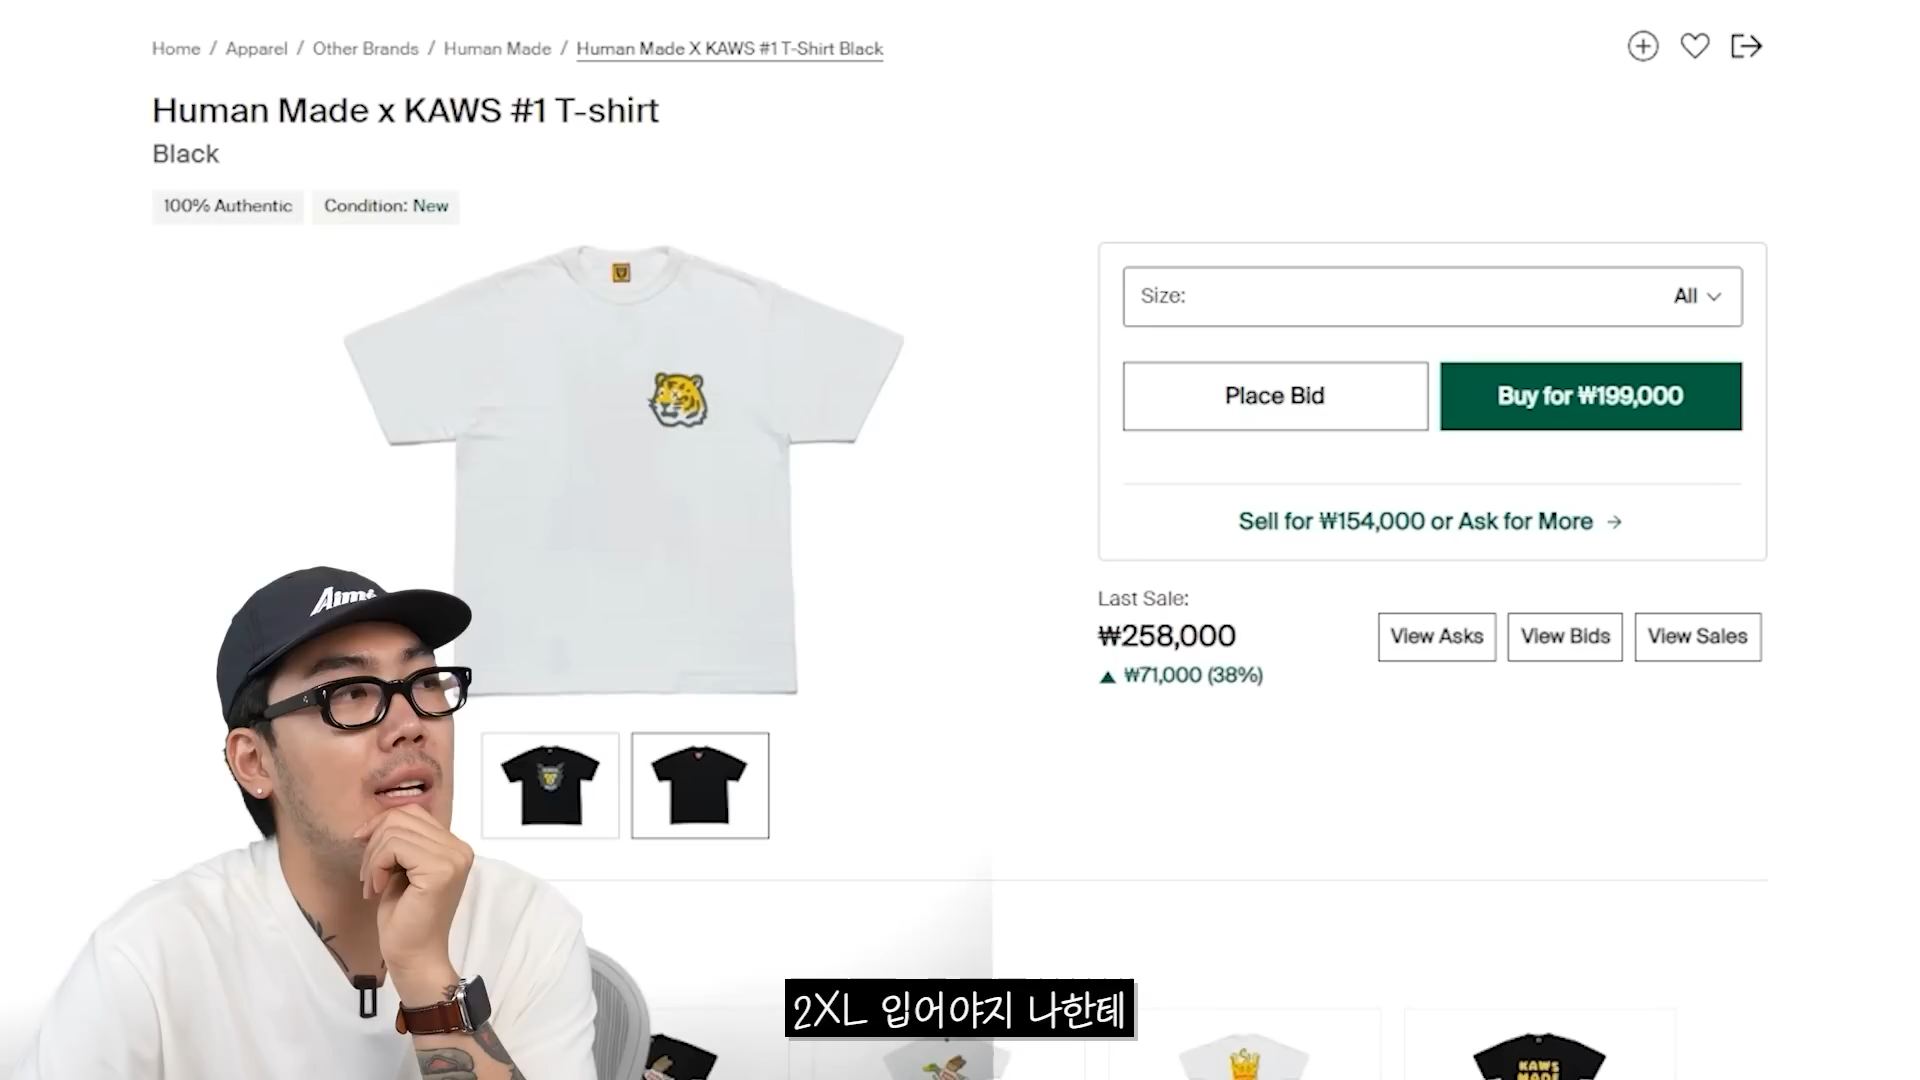 Home / Apparel / Other Brands / Human Made / Human Made X KAWS #1 T-Shirt Black
Human Made x KAWS #1 T-shirt
Black
100% Authentic
Condition: New
Size:
All
Place Bid
Buy for ₩199,000
Sell for ₩154,000 or Ask for More →
Last Sale:
₩258,000
▲ ₩71,000 (38%)
View Asks
View Bids
View Sales
2XL 입어야지 나한테
KAWS
MADE